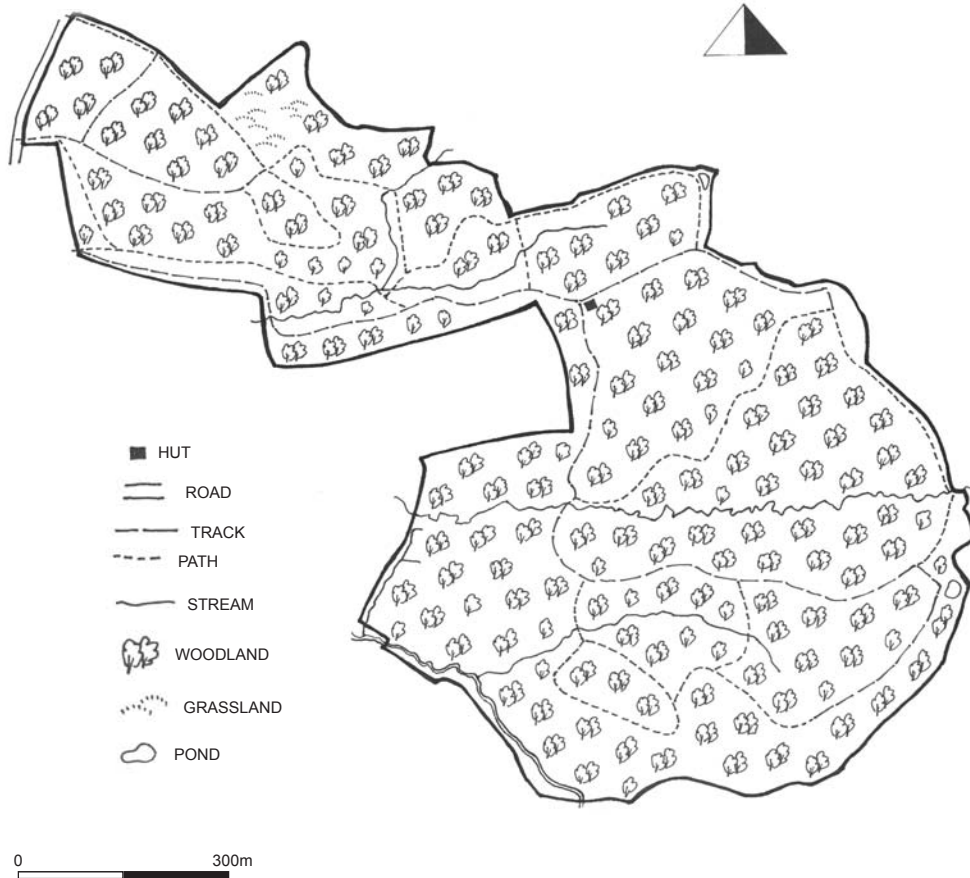 HUT
ROAD
TRACK
PATH
STREAM
WOODLAND
GRASSLAND
POND
0 300m